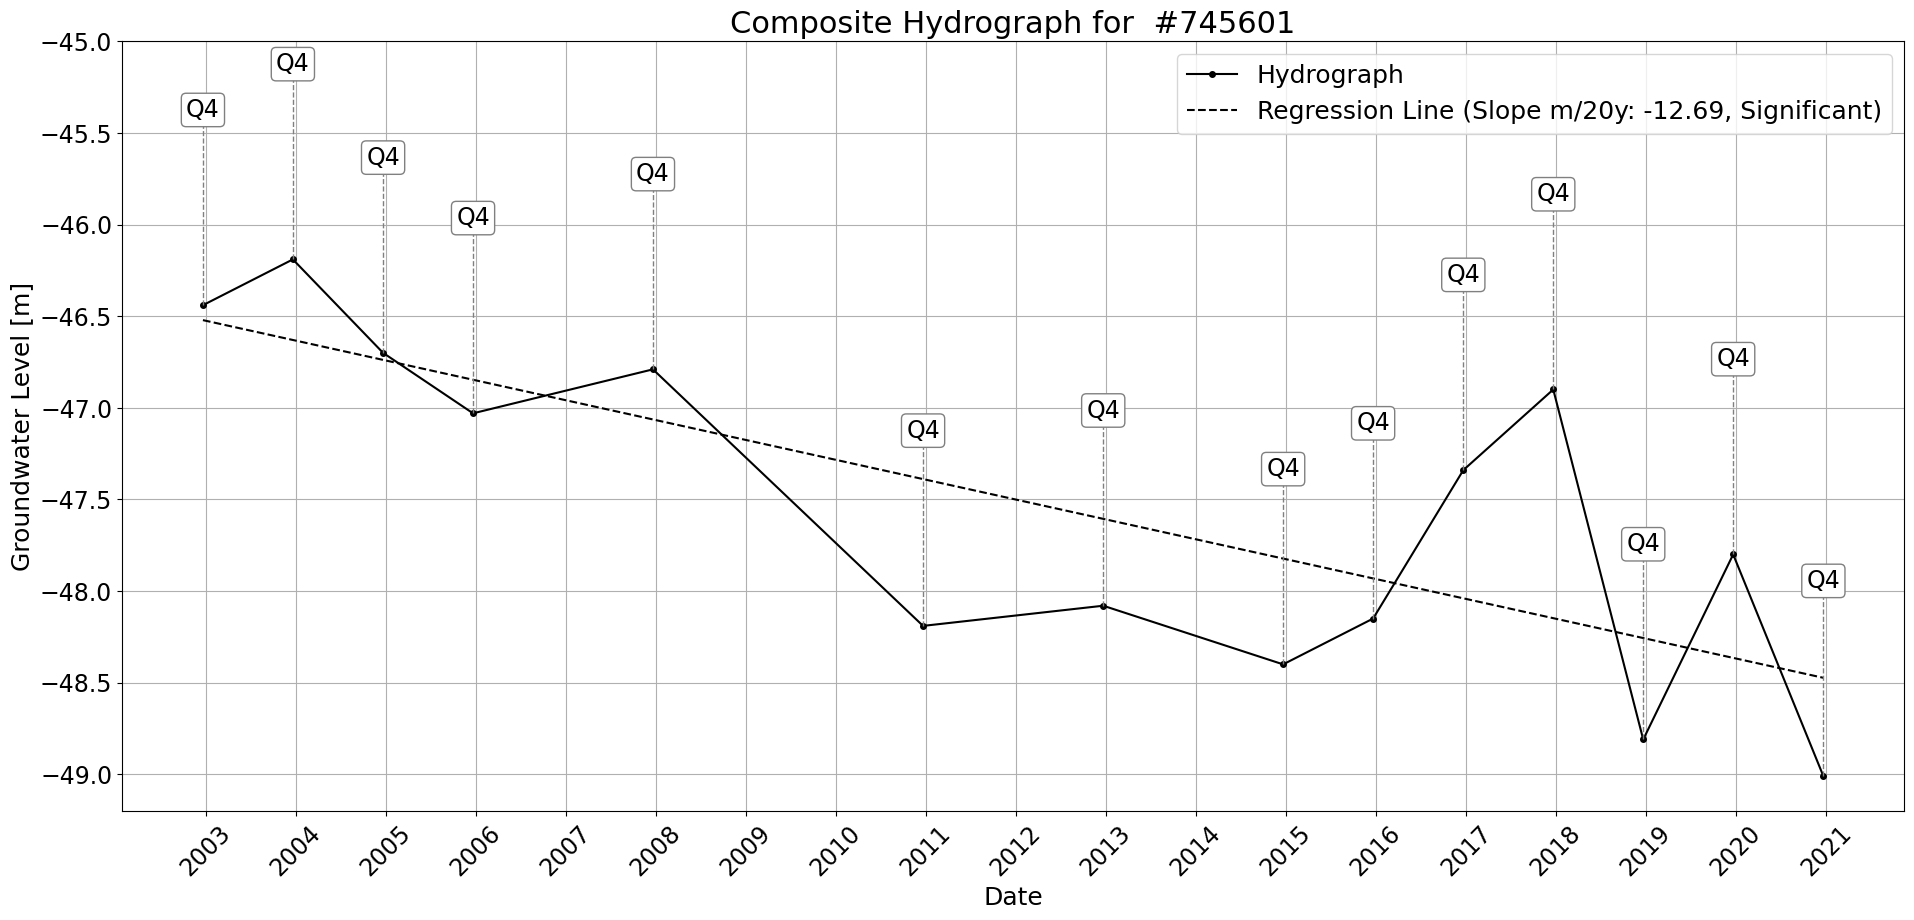 Composite Hydrograph for  #745601
Hydrograph
Regression Line (Slope m/20y: -12.69, Significant)
Groundwater Level [m]
−45.0
−45.5
−46.0
−46.5
−47.0
−47.5
−48.0
−48.5
−49.0
Q4
Q4
Q4
Q4
Q4
Q4
Q4
Q4
Q4
Q4
Q4
Q4
Q4
Q4
2003
2004
2005
2006
2007
2008
2009
2010
2011
2012
2013
2014
2015
2016
2017
2018
2019
2020
2021
Date